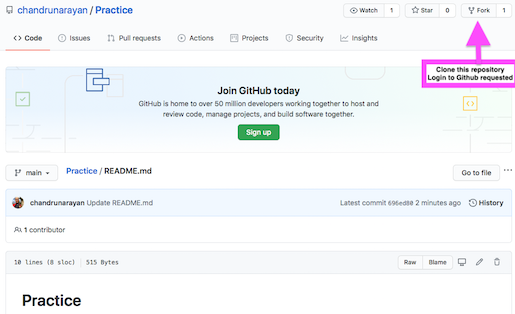 chandrunarayan / Practice
Watch 1 Star 0 Fork 1
Code Issues Pull requests Actions Projects Security Insights
Clone this repository
Login to Github requested
Join GitHub today
GitHub is home to over 50 million developers working together to host and
review code, manage projects, and build software together.
Sign up
main Practice / README.md Go to file ...
chandrunarayan Update README.md Latest commit 696ed80 2 minutes ago History
1 contributor
10 lines (8 sloc) 515 Bytes Raw Blame
Practice